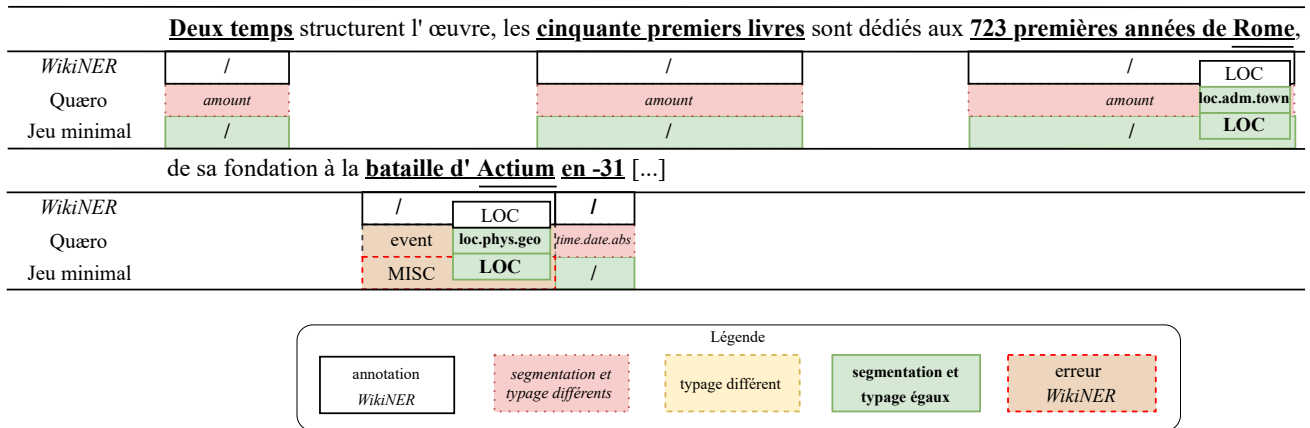 Deux temps structurent l' œuvre, les cinquante premiers livres sont dédiés aux 723 premières années de Rome,
WikiNER / / / LOC
Quæro amount amount amount loc.adm.town
Jeu minimal / / / LOC
de sa fondation à la bataille d' Actium en -31 [...]
WikiNER / LOC /
Quæro event loc.phys.geo time.date.abs
Jeu minimal MISC LOC /
Légende
annotation WikiNER
segmentation et typage différents
typage différent
segmentation et typage égaux
erreur WikiNER